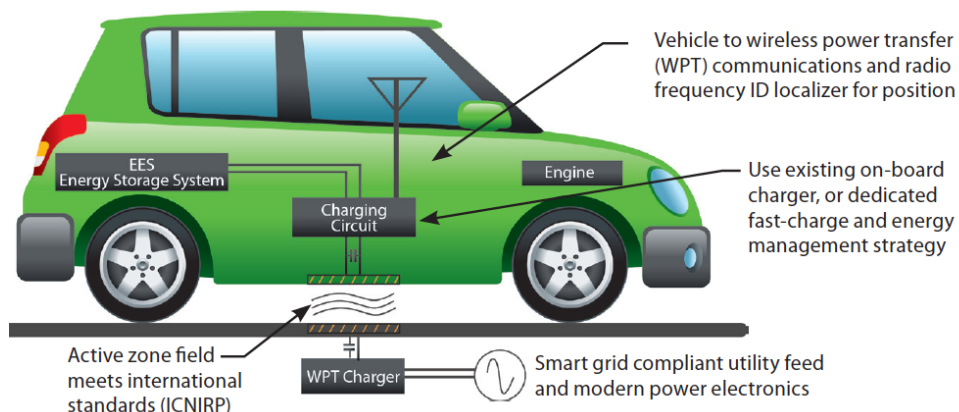 Vehicle to wireless power transfer
(WPT) communications and radio
frequency ID localizer for position
EES
Energy Storage System
Engine
Charging
Circuit
Use existing on-board
charger, or dedicated
fast-charge and energy
management strategy
Active zone field
meets international
standards (ICNIRP)
WPT Charger
Smart grid compliant utility feed
and modern power electronics